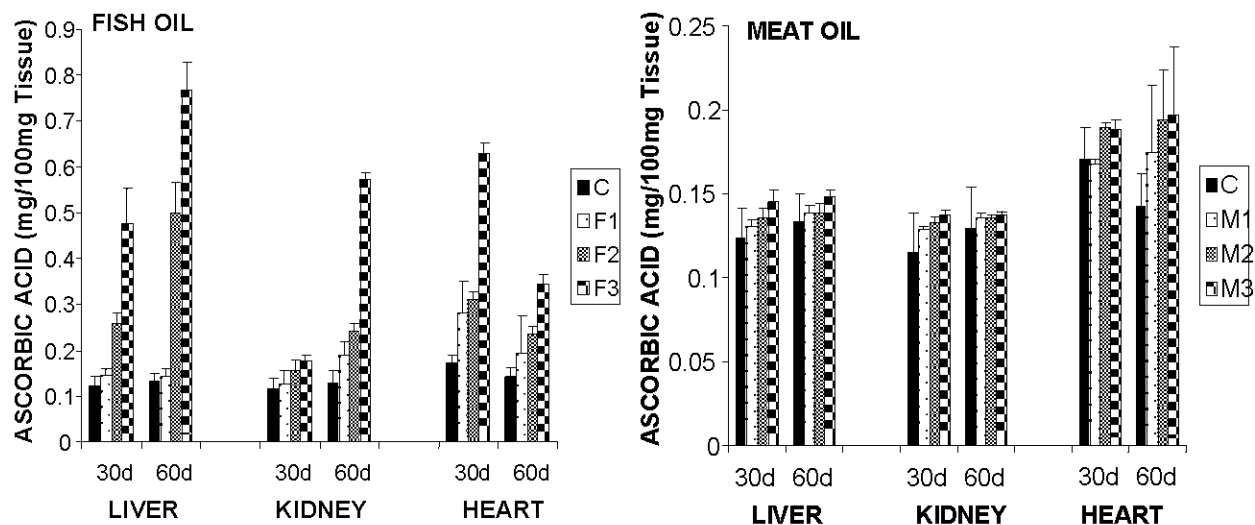 FISH OIL
ASCORBIC ACID (mg/100mg Tissue)
0.9
0.8
0.7
0.6
0.5
0.4
0.3
0.2
0.1
0
30d 60d 30d 60d 30d 60d
LIVER KIDNEY HEART
C
F1
F2
F3
MEAT OIL
ASCORBIC ACID (mg/100mg Tissue)
0.25
0.2
0.15
0.1
0.05
0
30d 60d 30d 60d 30d 60d
LIVER KIDNEY HEART
C
M1
M2
M3